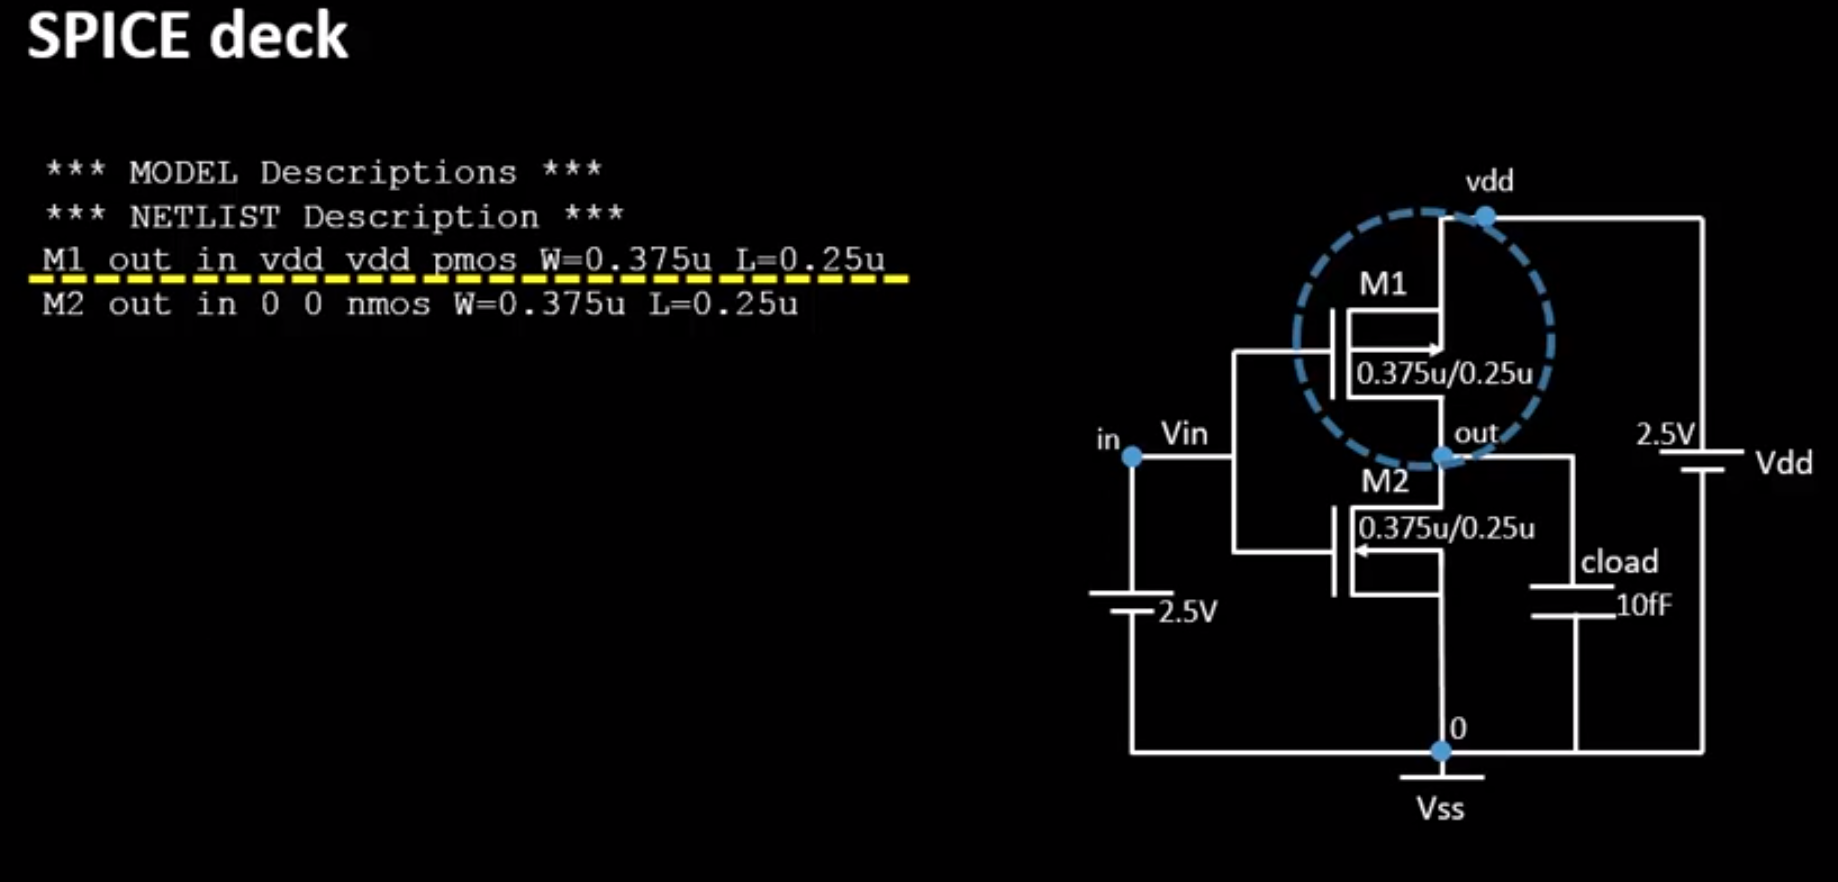 SPICE deck
*** MODEL Descriptions ***
*** NETLIST Description ***
M1 out in vdd vdd pmos W=0.375u L=0.25u
M2 out in 0 0 nmos W=0.375u L=0.25u
vdd
M1
0.375u/0.25u
in
Vin
out
2.5V
Vdd
M2
0.375u/0.25u
cload
10fF
2.5V
0
Vss